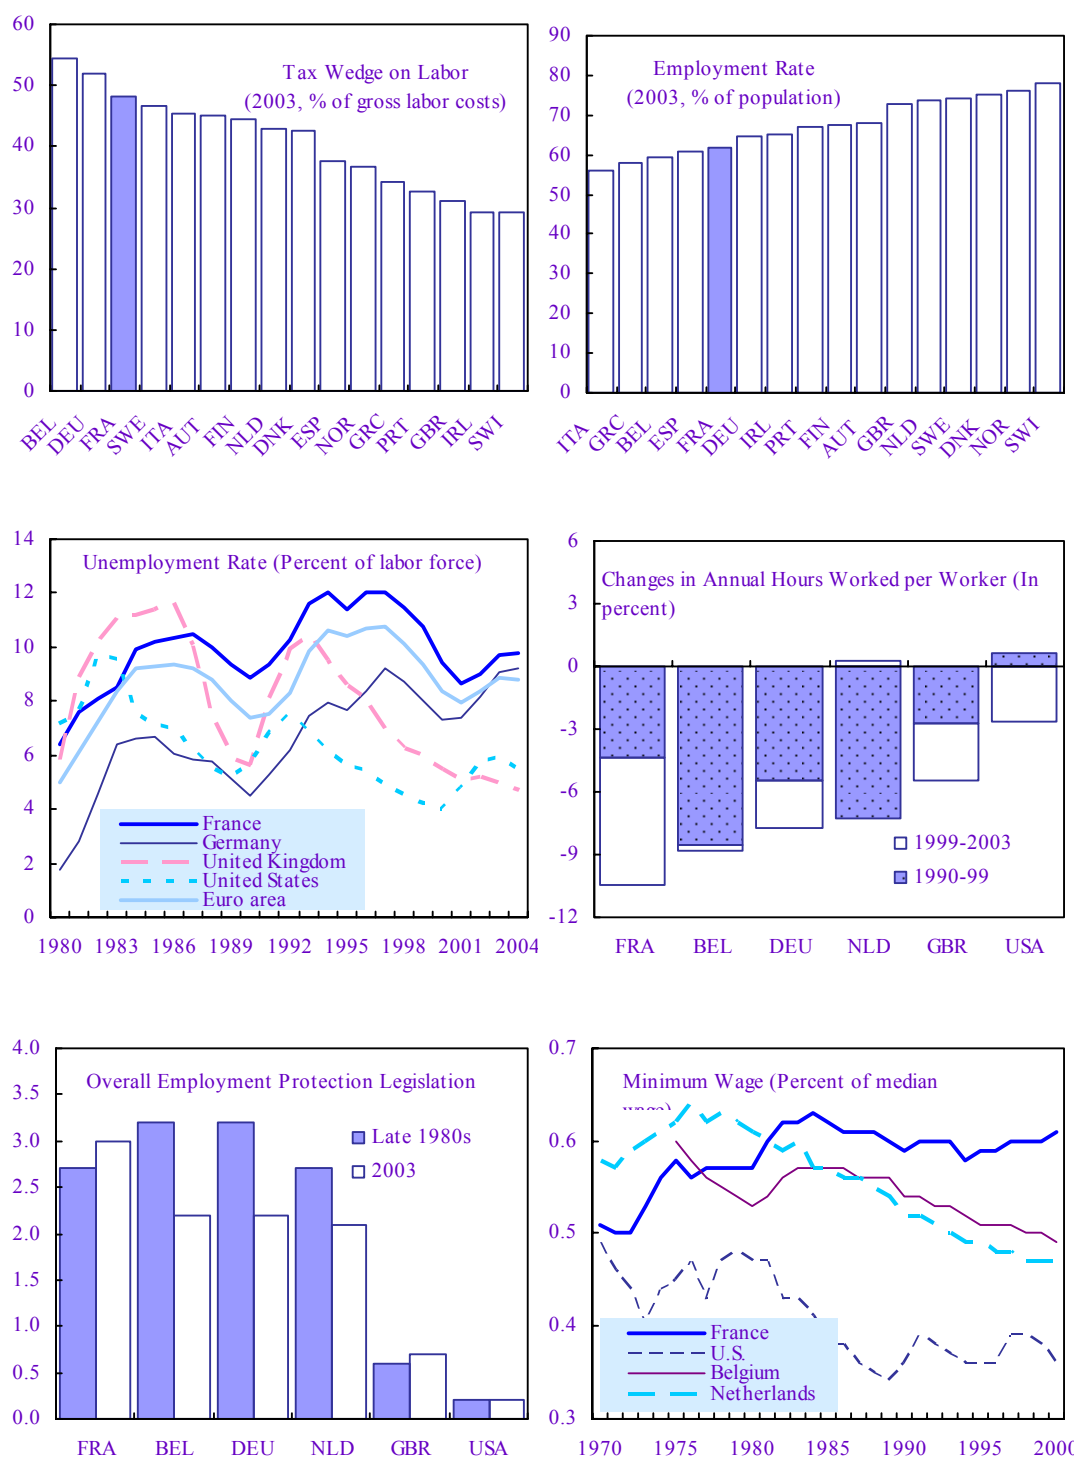 Tax Wedge on Labor
(2003, % of gross labor costs)
60
50
40
30
20
10
0
BEL
DEU
FRA
SWE
ITA
AUT
FIN
NLD
DNK
ESP
NOR
GRC
PRT
GBR
IRL
SWI
Employment Rate
(2003, % of population)
90
80
70
60
50
40
30
20
10
0
ITA
GRC
BEL
ESP
FRA
DEU
IRL
PRT
FIN
AUT
GBR
NLD
SWE
DNK
NOR
SWI
Unemployment Rate (Percent of labor force)
14
12
10
8
6
4
2
0
France
Germany
United Kingdom
United States
Euro area
1980 1983 1986 1989 1992 1995 1998 2001 2004
Changes in Annual Hours Worked per Worker (In
percent)
6
3
0
-3
-6
-9
-12
1999-2003
1990-99
FRA BEL DEU NLD GBR USA
Overall Employment Protection Legislation
4.0
3.5
3.0
2.5
2.0
1.5
1.0
0.5
0.0
Late 1980s
2003
FRA BEL DEU NLD GBR USA
Minimum Wage (Percent of median
wage)
0.7
0.6
0.5
0.4
0.3
France
U.S.
Belgium
Netherlands
1970 1975 1980 1985 1990 1995 2000